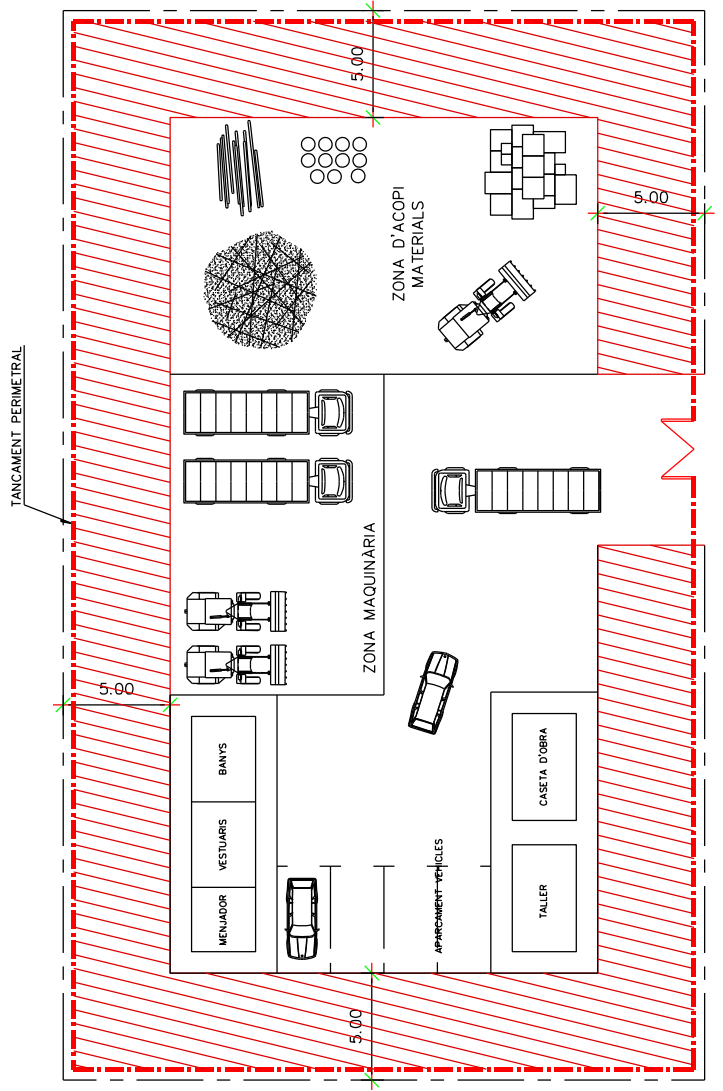 TANCAMENT PERIMETRAL
5.00
5.00
ZONA D'ACOPI
MATERIALS
ZONA MAQUINÀRIA
5.00
BANYS
VESTUARIS
MENJADOR
CASETA D'OBRA
TALLER
APARCAMENT VEHICLES
5.00